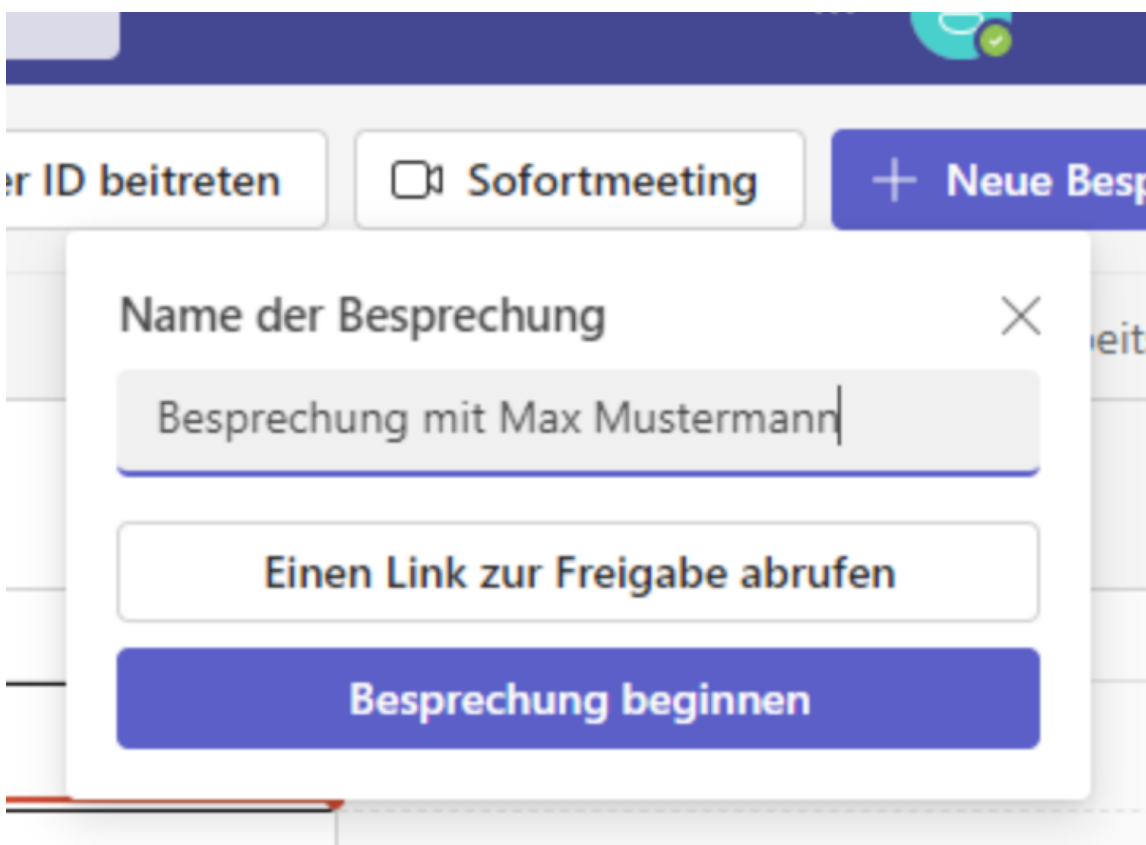 er ID beitreten
Sofortmeeting
Neue Besp
Name der Besprechung
eit
Besprechung mit Max Mustermann
Einen Link zur Freigabe abrufen
Besprechung beginnen